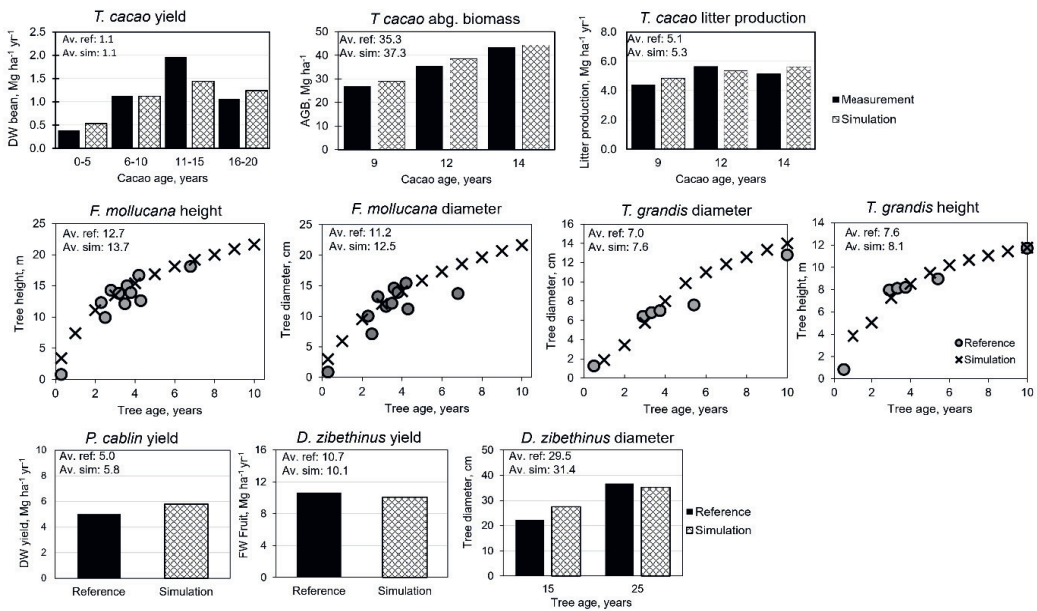 T. cacao yield
Av. ref: 1.1
Av. sim: 1.1
DW bean, Mg ha⁻¹ yr⁻¹
2.5
2.0
1.5
1.0
0.5
0.0
0-5 6-10 11-15 16-20
Cacao age, years
T cacao abg. biomass
Av. ref: 35.3
Av. sim: 37.3
AGB, Mg ha⁻¹
50
40
30
20
10
0
9 12 14
Cacao age, years
T. cacao litter production
Av. ref: 5.1
Av. sim: 5.3
Litter production, Mg ha⁻¹ yr⁻¹
8.0
6.0
4.0
2.0
0.0
9 12 14
Cacao age, years
Measurement
Simulation
F. mollucana height
Av. ref: 12.7
Av. sim: 13.7
Tree height, m
25
20
15
10
5
0
0 2 4 6 8 10
Tree age, years
F. mollucana diameter
Av. ref: 11.2
Av. sim: 12.5
Tree diameter, cm
25
20
15
10
5
0
0 2 4 6 8 10
Tree age, years
T. grandis diameter
Av. ref: 7.0
Av. sim: 7.6
Tree diameter, cm
16
14
12
10
8
6
4
2
0
0 2 4 6 8 10
Tree age, years
T. grandis height
Av. ref: 7.6
Av. sim: 8.1
Tree height, m
14
12
10
8
6
4
2
0
0 2 4 6 8 10
Tree age, years
Reference
Simulation
P. cablin yield
Av. ref: 5.0
Av. sim: 5.8
DW yield, Mg ha⁻¹ yr⁻¹
10
8
6
4
2
0
Reference Simulation
D. zibethinus yield
Av. ref: 10.7
Av. sim: 10.1
FW Fruit, Mg ha⁻¹ yr⁻¹
16
12
8
4
0
Reference Simulation
D. zibethinus diameter
Av. ref: 29.5
Av. sim: 31.4
Tree diameter, cm
50
40
30
20
10
0
15 25
Tree age, years
Reference
Simulation